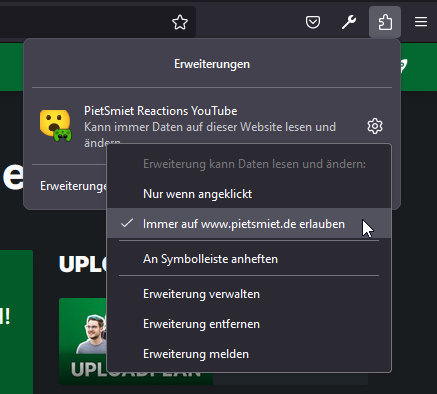 Erweiterungen
PietSmiet Reactions YouTube
Kann immer Daten auf dieser Website lesen und
ändern
Erweiterunge
Erweiterung kann Daten lesen und ändern:
Nur wenn angeklickt
Immer auf www.pietsmiet.de erlauben
An Symbolleiste anheften
Erweiterung verwalten
Erweiterung entfernen
Erweiterung melden
e
!
UPLO
UPLOADPLAN